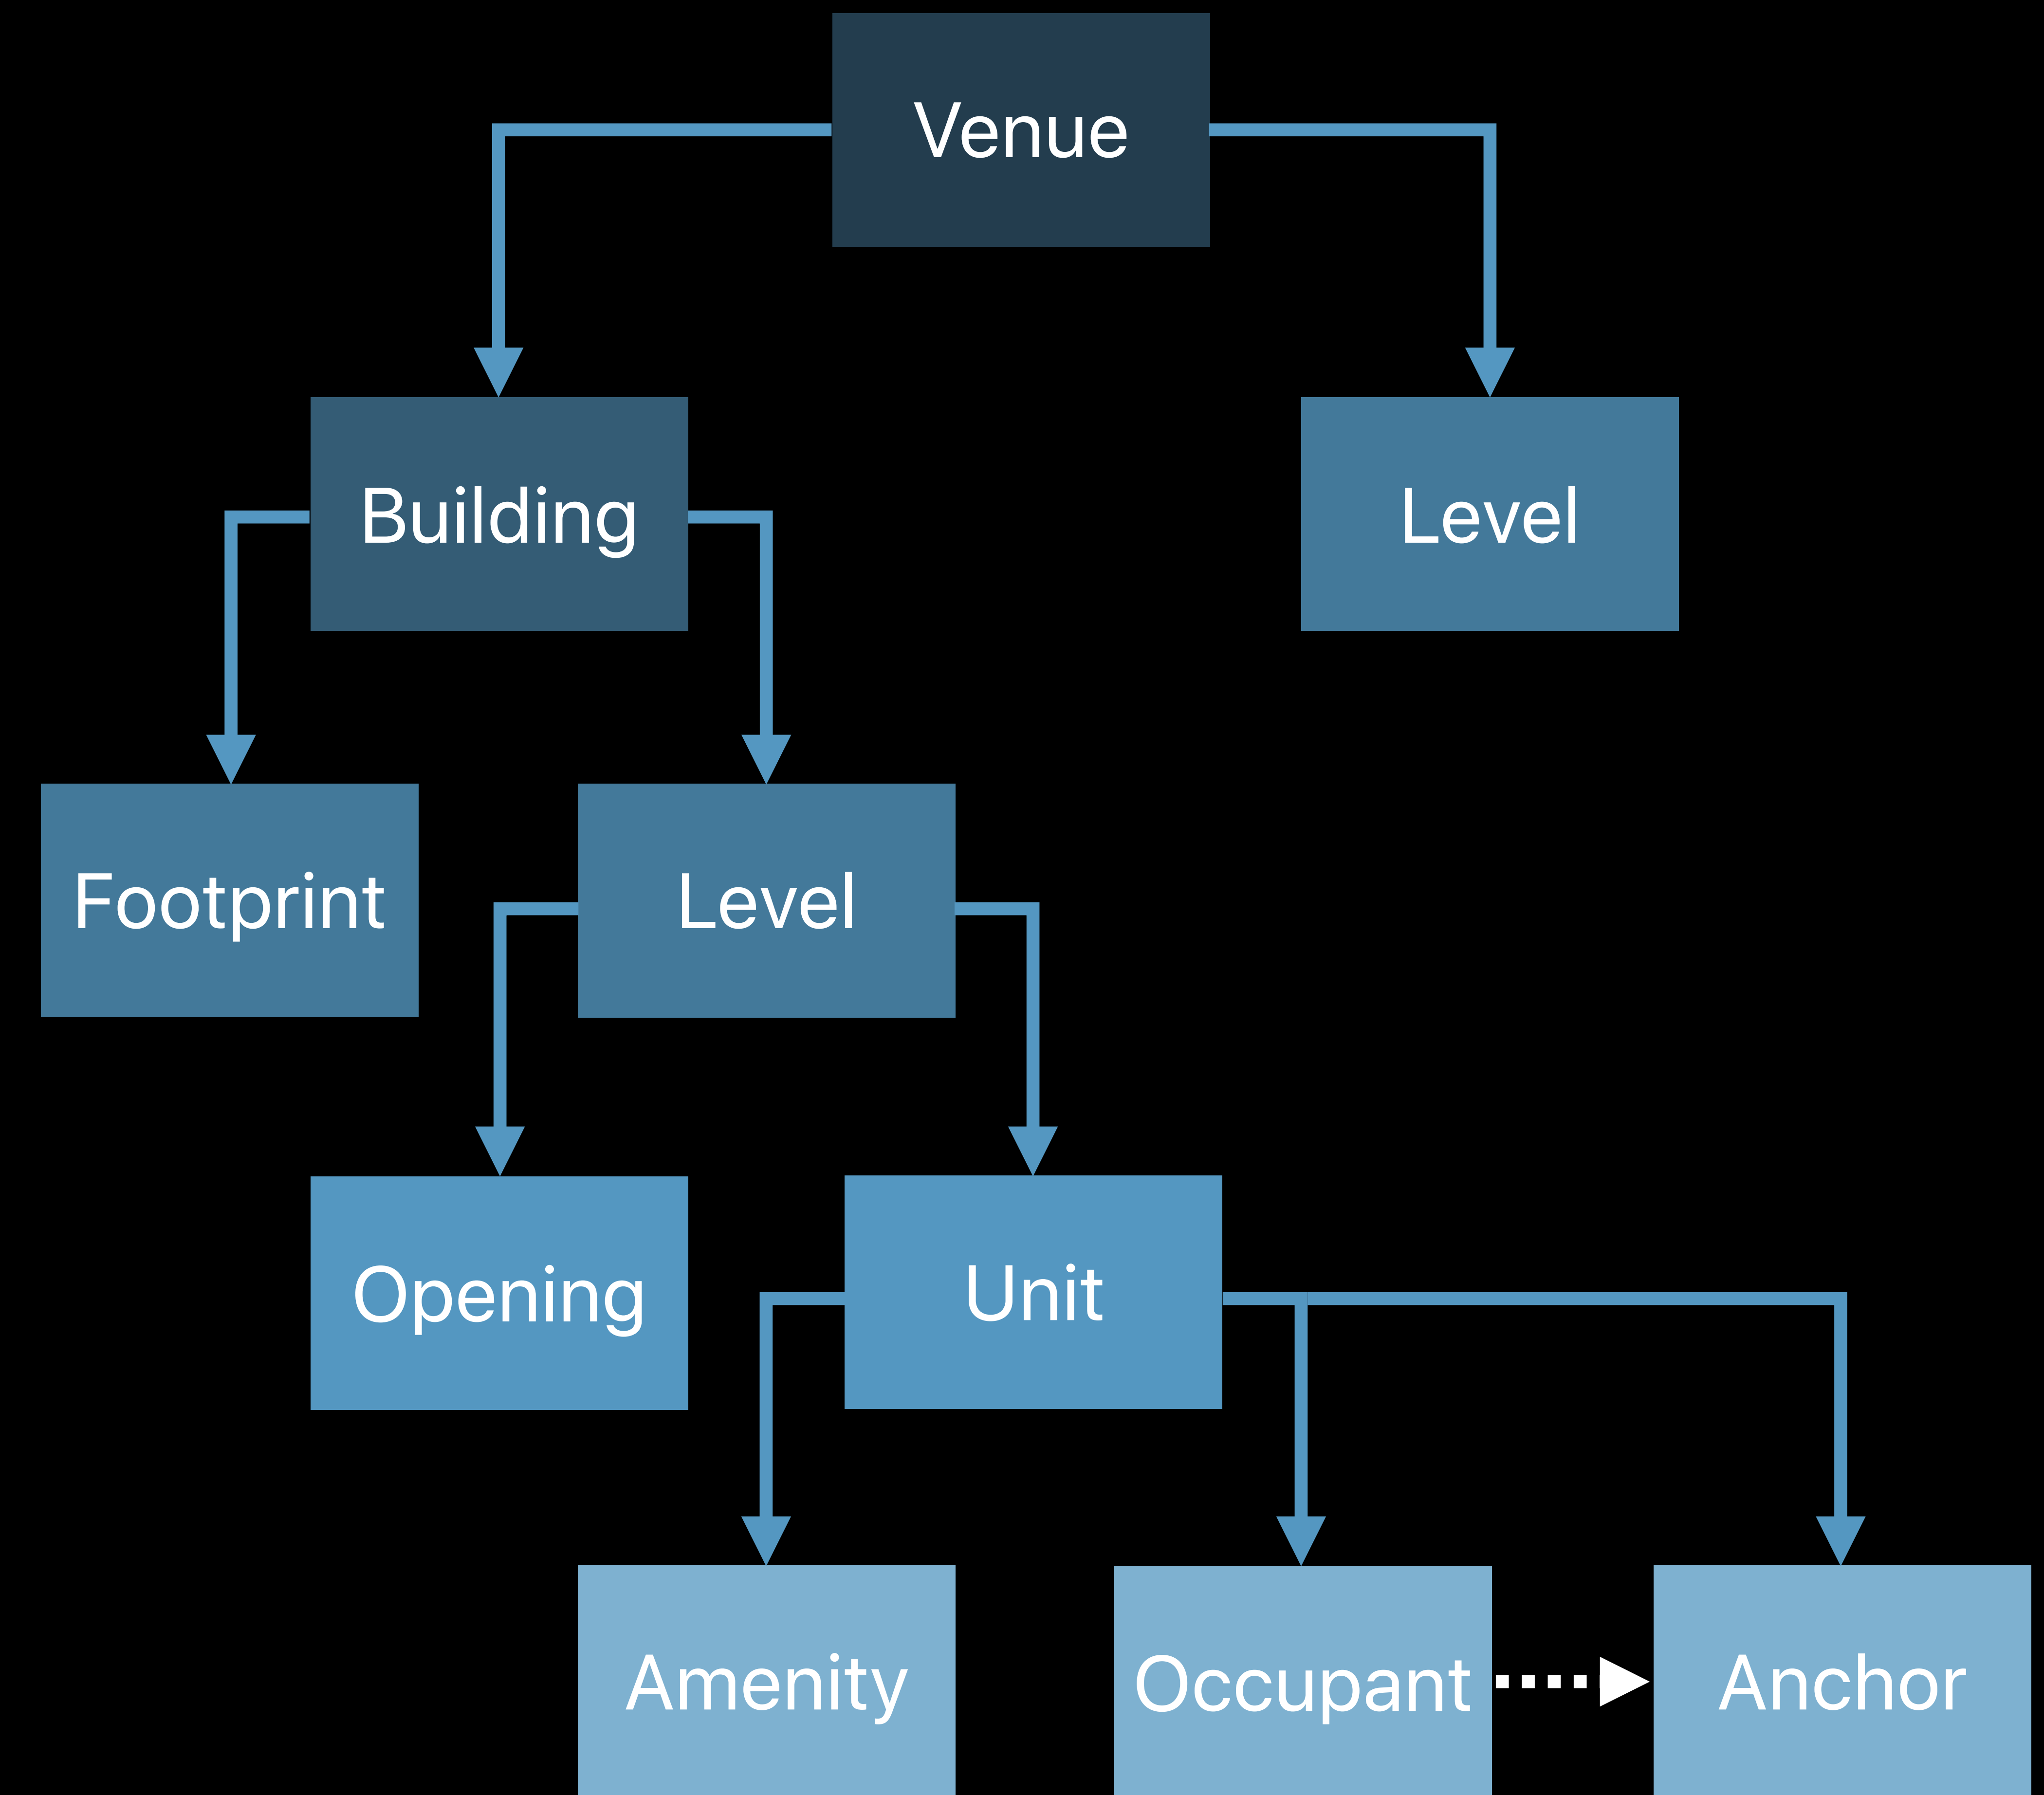 Venue
Building
Level
Footprint
Level
Opening
Unit
Amenity
Occupant
Anchor